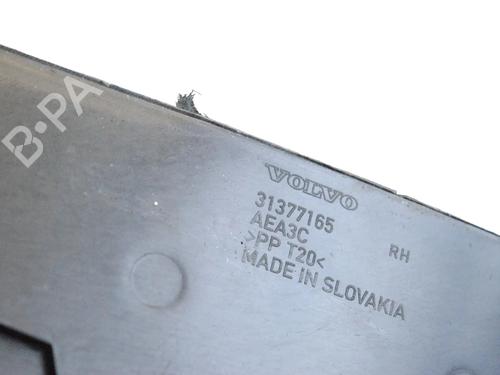 B-PA
VOLVO
31377165
AEA3C
>PP T20<
RH
MADE IN SLOVAKIA